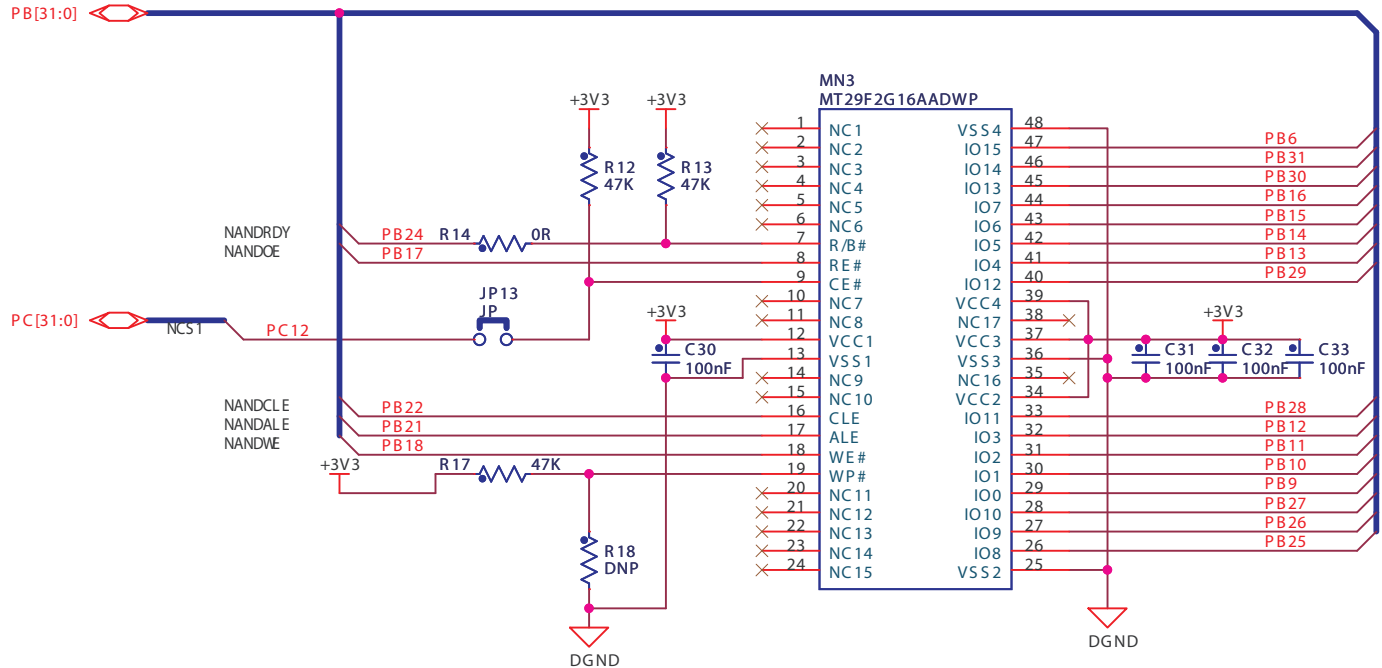 PB[31:0]
MN3
MT29F2G16AADWP
+3V3
+3V3
R12
47K
R13
47K
1 NC1 VSS4 48
2 NC2 IO15 47 PB6
3 NC3 IO14 46 PB31
4 NC4 IO13 45 PB30
5 NC5 IO7 44 PB16
6 NC6 IO6 43 PB15
NANDRDY PB24 R14 0R 7 R/B# IO5 42 PB14
NANDOE PB17 8 RE# IO4 41 PB13
9 CE# IO12 40 PB29
JP13
JP
10 NC7 VCC4 39
PC[31:0] NCS1 PC12 11 NC8 NC17 38
+3V3
+3V3
12 VCC1 VCC3 37
C30
100nF
13 VSS1 VSS3 36
C31
100nF
C32
100nF
C33
100nF
14 NC9 NC16 35
15 NC10 VCC2 34
NANDCLE PB22 16 CLE IO11 33 PB28
NANDALE PB21 17 ALE IO3 32 PB12
NANDWE PB18 18 WE# IO2 31 PB11
+3V3 R17 47K 19 WP# IO1 30 PB10
20 NC11 IO0 29 PB9
21 NC12 IO10 28 PB27
22 NC13 IO9 27 PB26
23 NC14 IO8 26 PB25
24 NC15 VSS2 25
R18
DNP
DGND
DGND